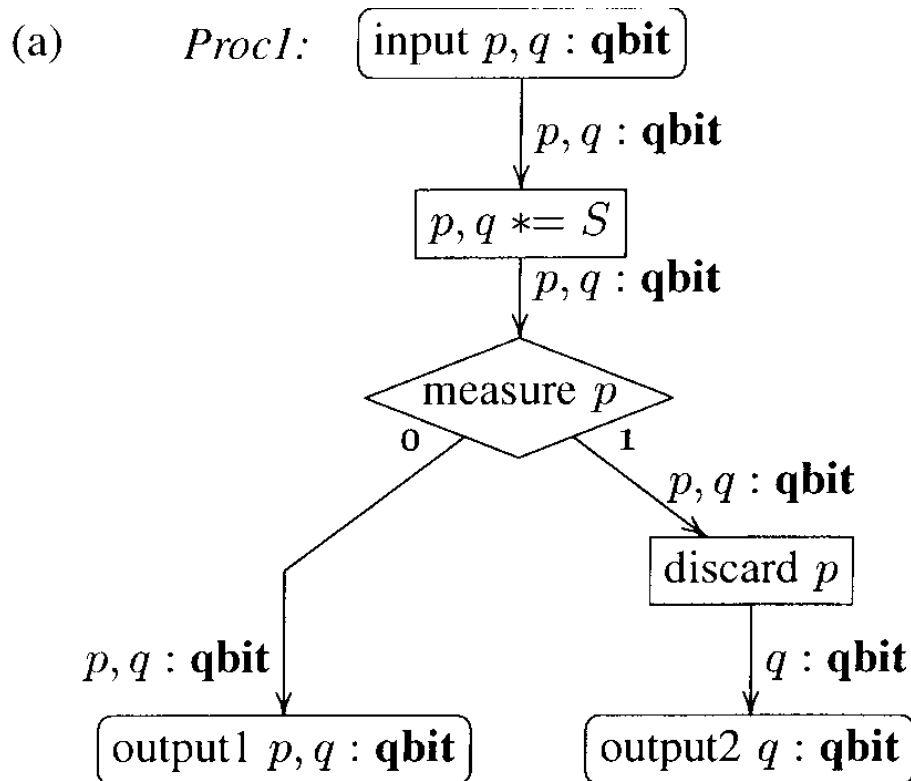 (a) Proc1: input p, q : qbit
p, q : qbit
p, q *= S
p, q : qbit
measure p
0 1
p, q : qbit
discard p
p, q : qbit q : qbit
output1 p, q : qbit output2 q : qbit